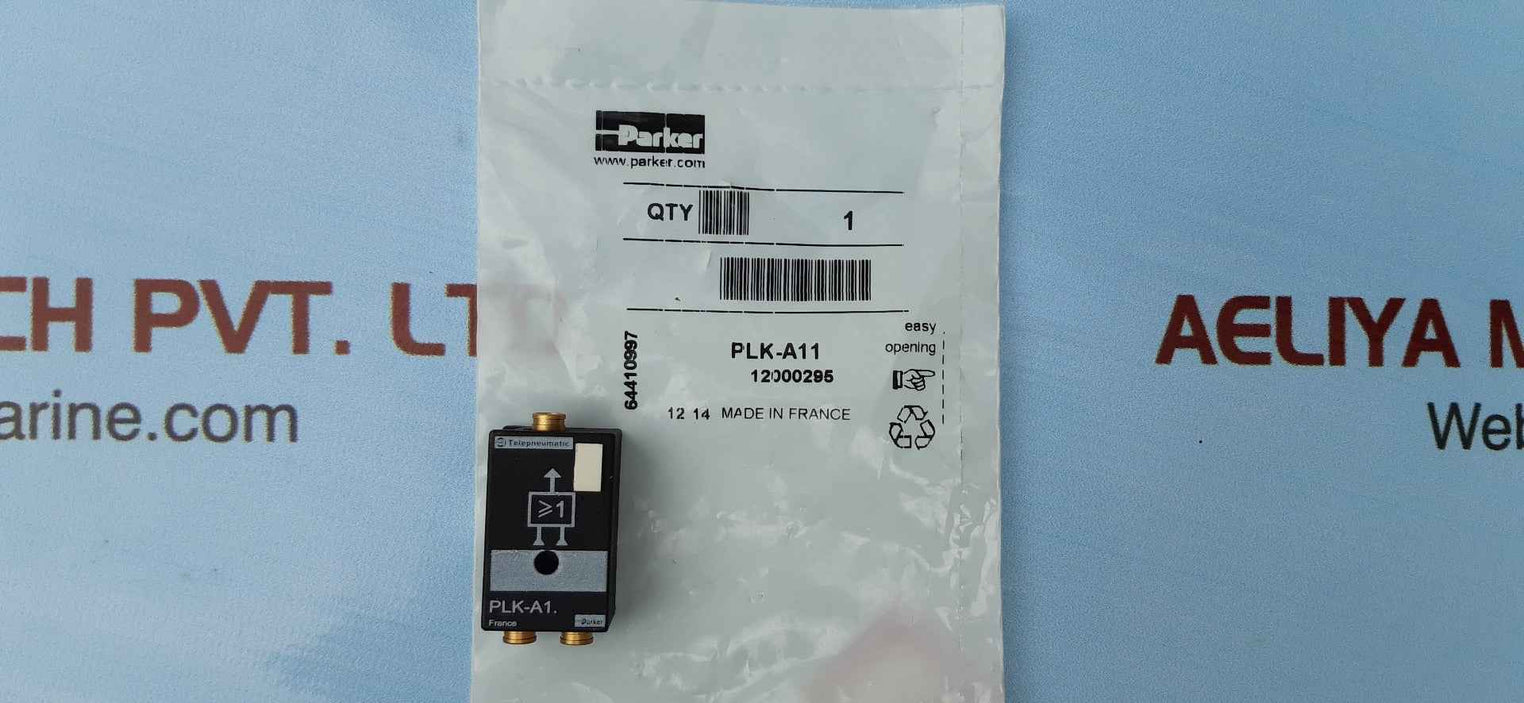 Parker
www.parker.com
QTY 1
PLK-A11
12000295
64410997
12 14 MADE IN FRANCE
easy
opening
Telepneumatic
≥1
PLK-A1.
France
Parker
CH PVT. LT
arine.com
AELIYA M
Web